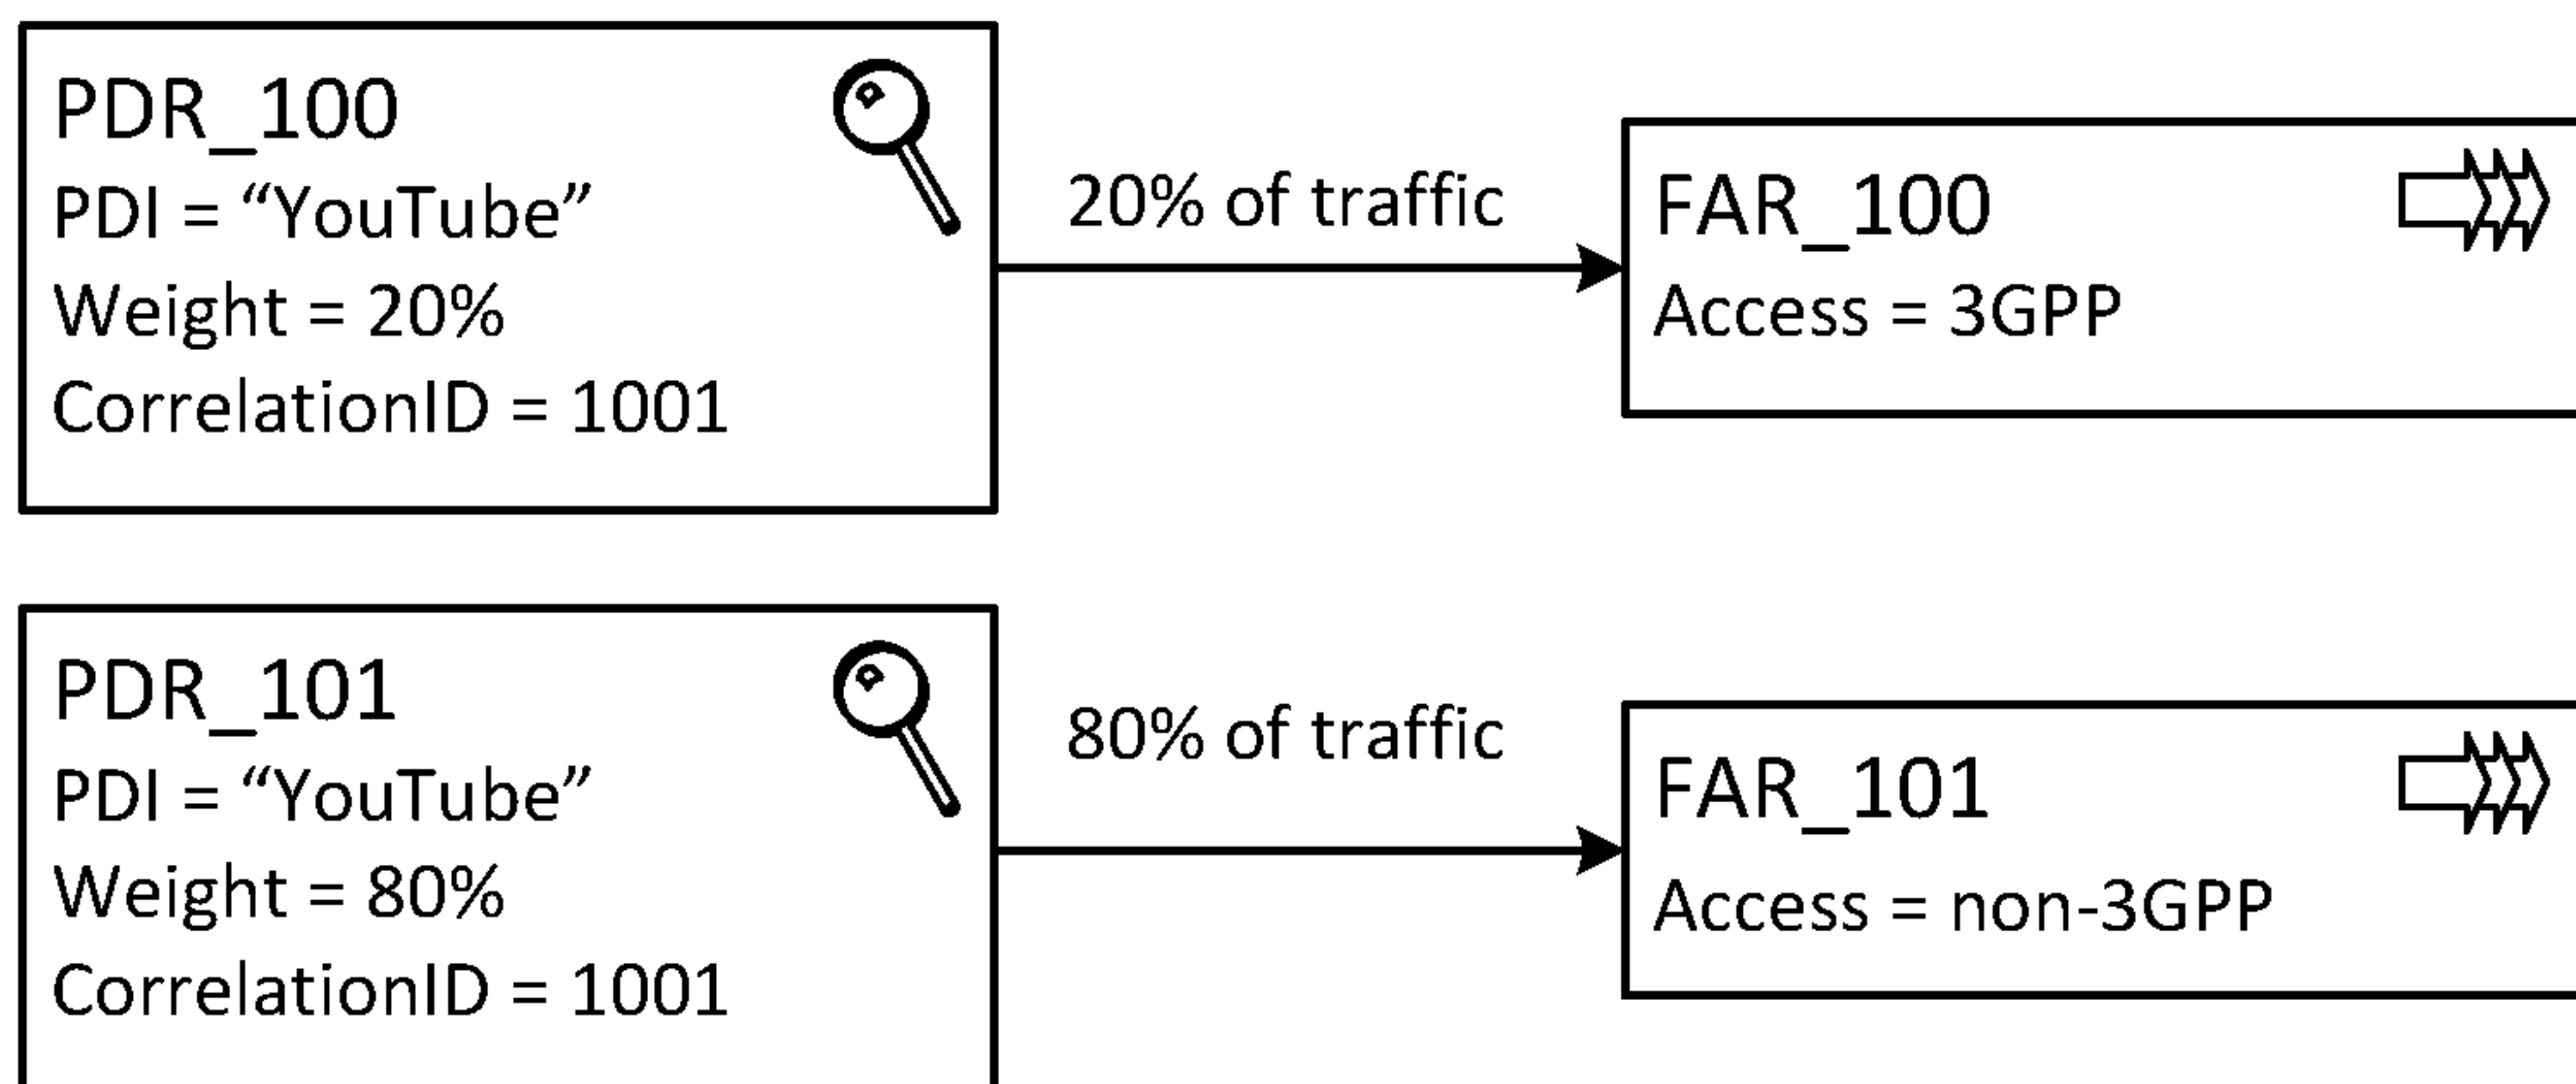 PDR_100
PDI = “YouTube”
Weight = 20%
CorrelationID = 1001
20% of traffic
FAR_100
Access = 3GPP
PDR_101
PDI = “YouTube”
Weight = 80%
CorrelationID = 1001
80% of traffic
FAR_101
Access = non-3GPP